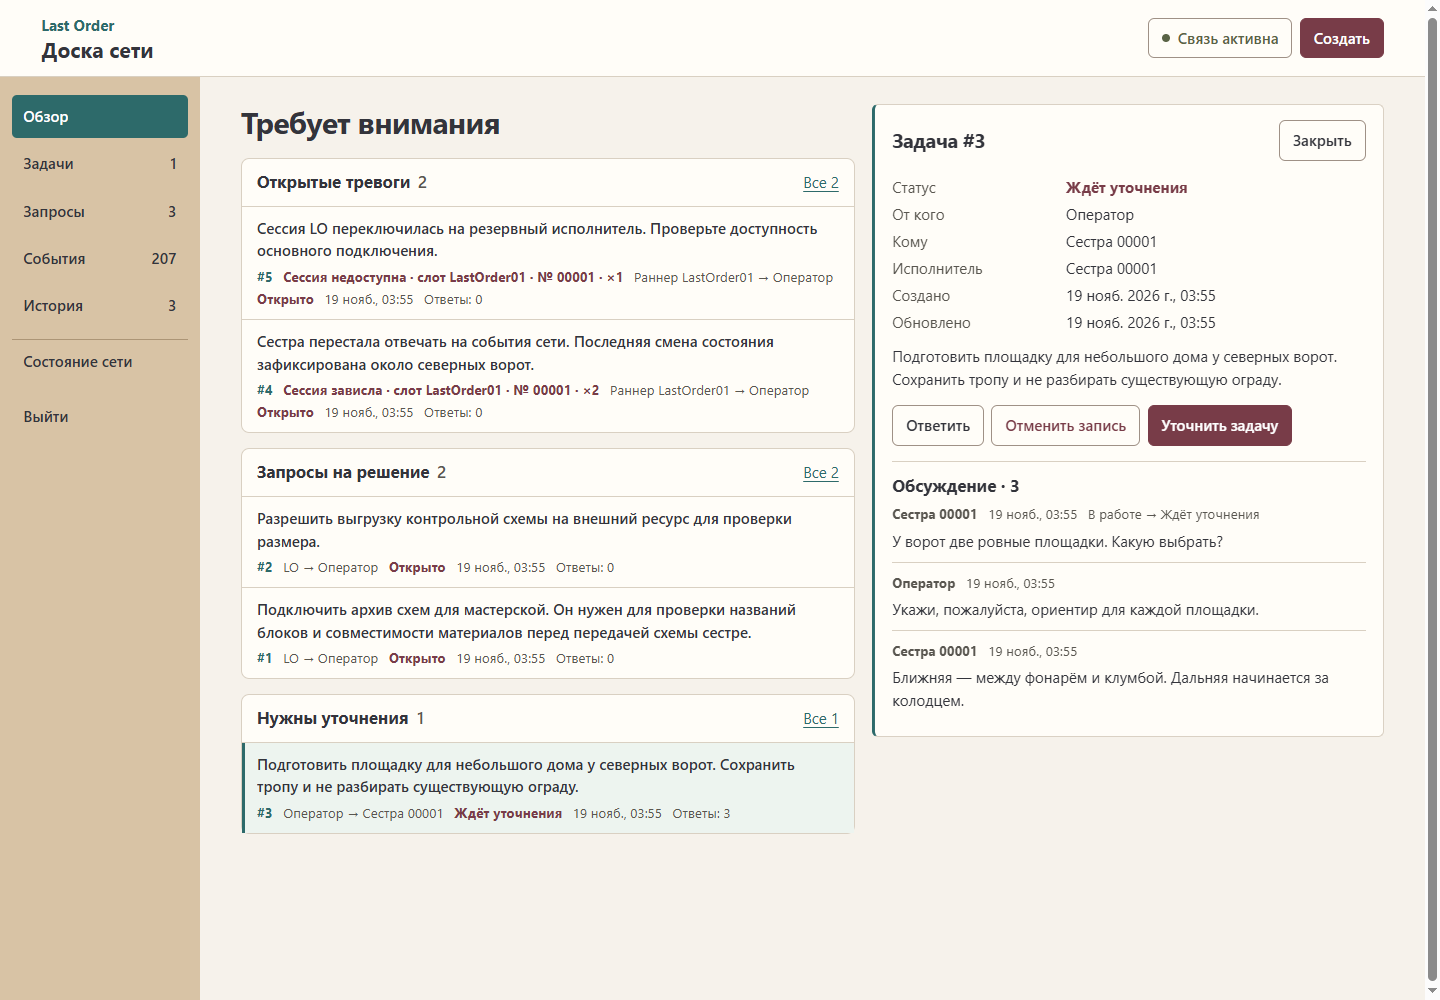 Last Order
Доска сети
Связь активна
Создать
Обзор
Задачи 1
Запросы 3
События 207
История 3
Состояние сети
Выйти
Требует внимания
Открытые тревоги 2 Все 2
Сессия LO переключилась на резервный исполнитель. Проверьте доступность
основного подключения.
#5 Сессия недоступна · слот LastOrder01 · № 00001 · ×1 Раннер LastOrder01 → Оператор
Открыто 19 нояб., 03:55 Ответы: 0
Сестра перестала отвечать на события сети. Последняя смена состояния
зафиксирована около северных ворот.
#4 Сессия зависла · слот LastOrder01 · № 00001 · ×2 Раннер LastOrder01 → Оператор
Открыто 19 нояб., 03:55 Ответы: 0
Запросы на решение 2 Все 2
Разрешить выгрузку контрольной схемы на внешний ресурс для проверки
размера.
#2 LO → Оператор Открыто 19 нояб., 03:55 Ответы: 0
Подключить архив схем для мастерской. Он нужен для проверки названий
блоков и совместимости материалов перед передачей схемы сестре.
#1 LO → Оператор Открыто 19 нояб., 03:55 Ответы: 0
Нужны уточнения 1 Все 1
Подготовить площадку для небольшого дома у северных ворот. Сохранить
тропу и не разбирать существующую ограду.
#3 Оператор → Сестра 00001 Ждёт уточнения 19 нояб., 03:55 Ответы: 3
Задача #3 Закрыть
Статус Ждёт уточнения
От кого Оператор
Кому Сестра 00001
Исполнитель Сестра 00001
Создано 19 нояб. 2026 г., 03:55
Обновлено 19 нояб. 2026 г., 03:55
Подготовить площадку для небольшого дома у северных ворот.
Сохранить тропу и не разбирать существующую ограду.
Ответить Отменить запись Уточнить задачу
Обсуждение · 3
Сестра 00001 19 нояб., 03:55 В работе → Ждёт уточнения
У ворот две ровные площадки. Какую выбрать?
Оператор 19 нояб., 03:55
Укажи, пожалуйста, ориентир для каждой площадки.
Сестра 00001 19 нояб., 03:55
Ближняя — между фонарём и клумбой. Дальняя начинается за
колодцем.